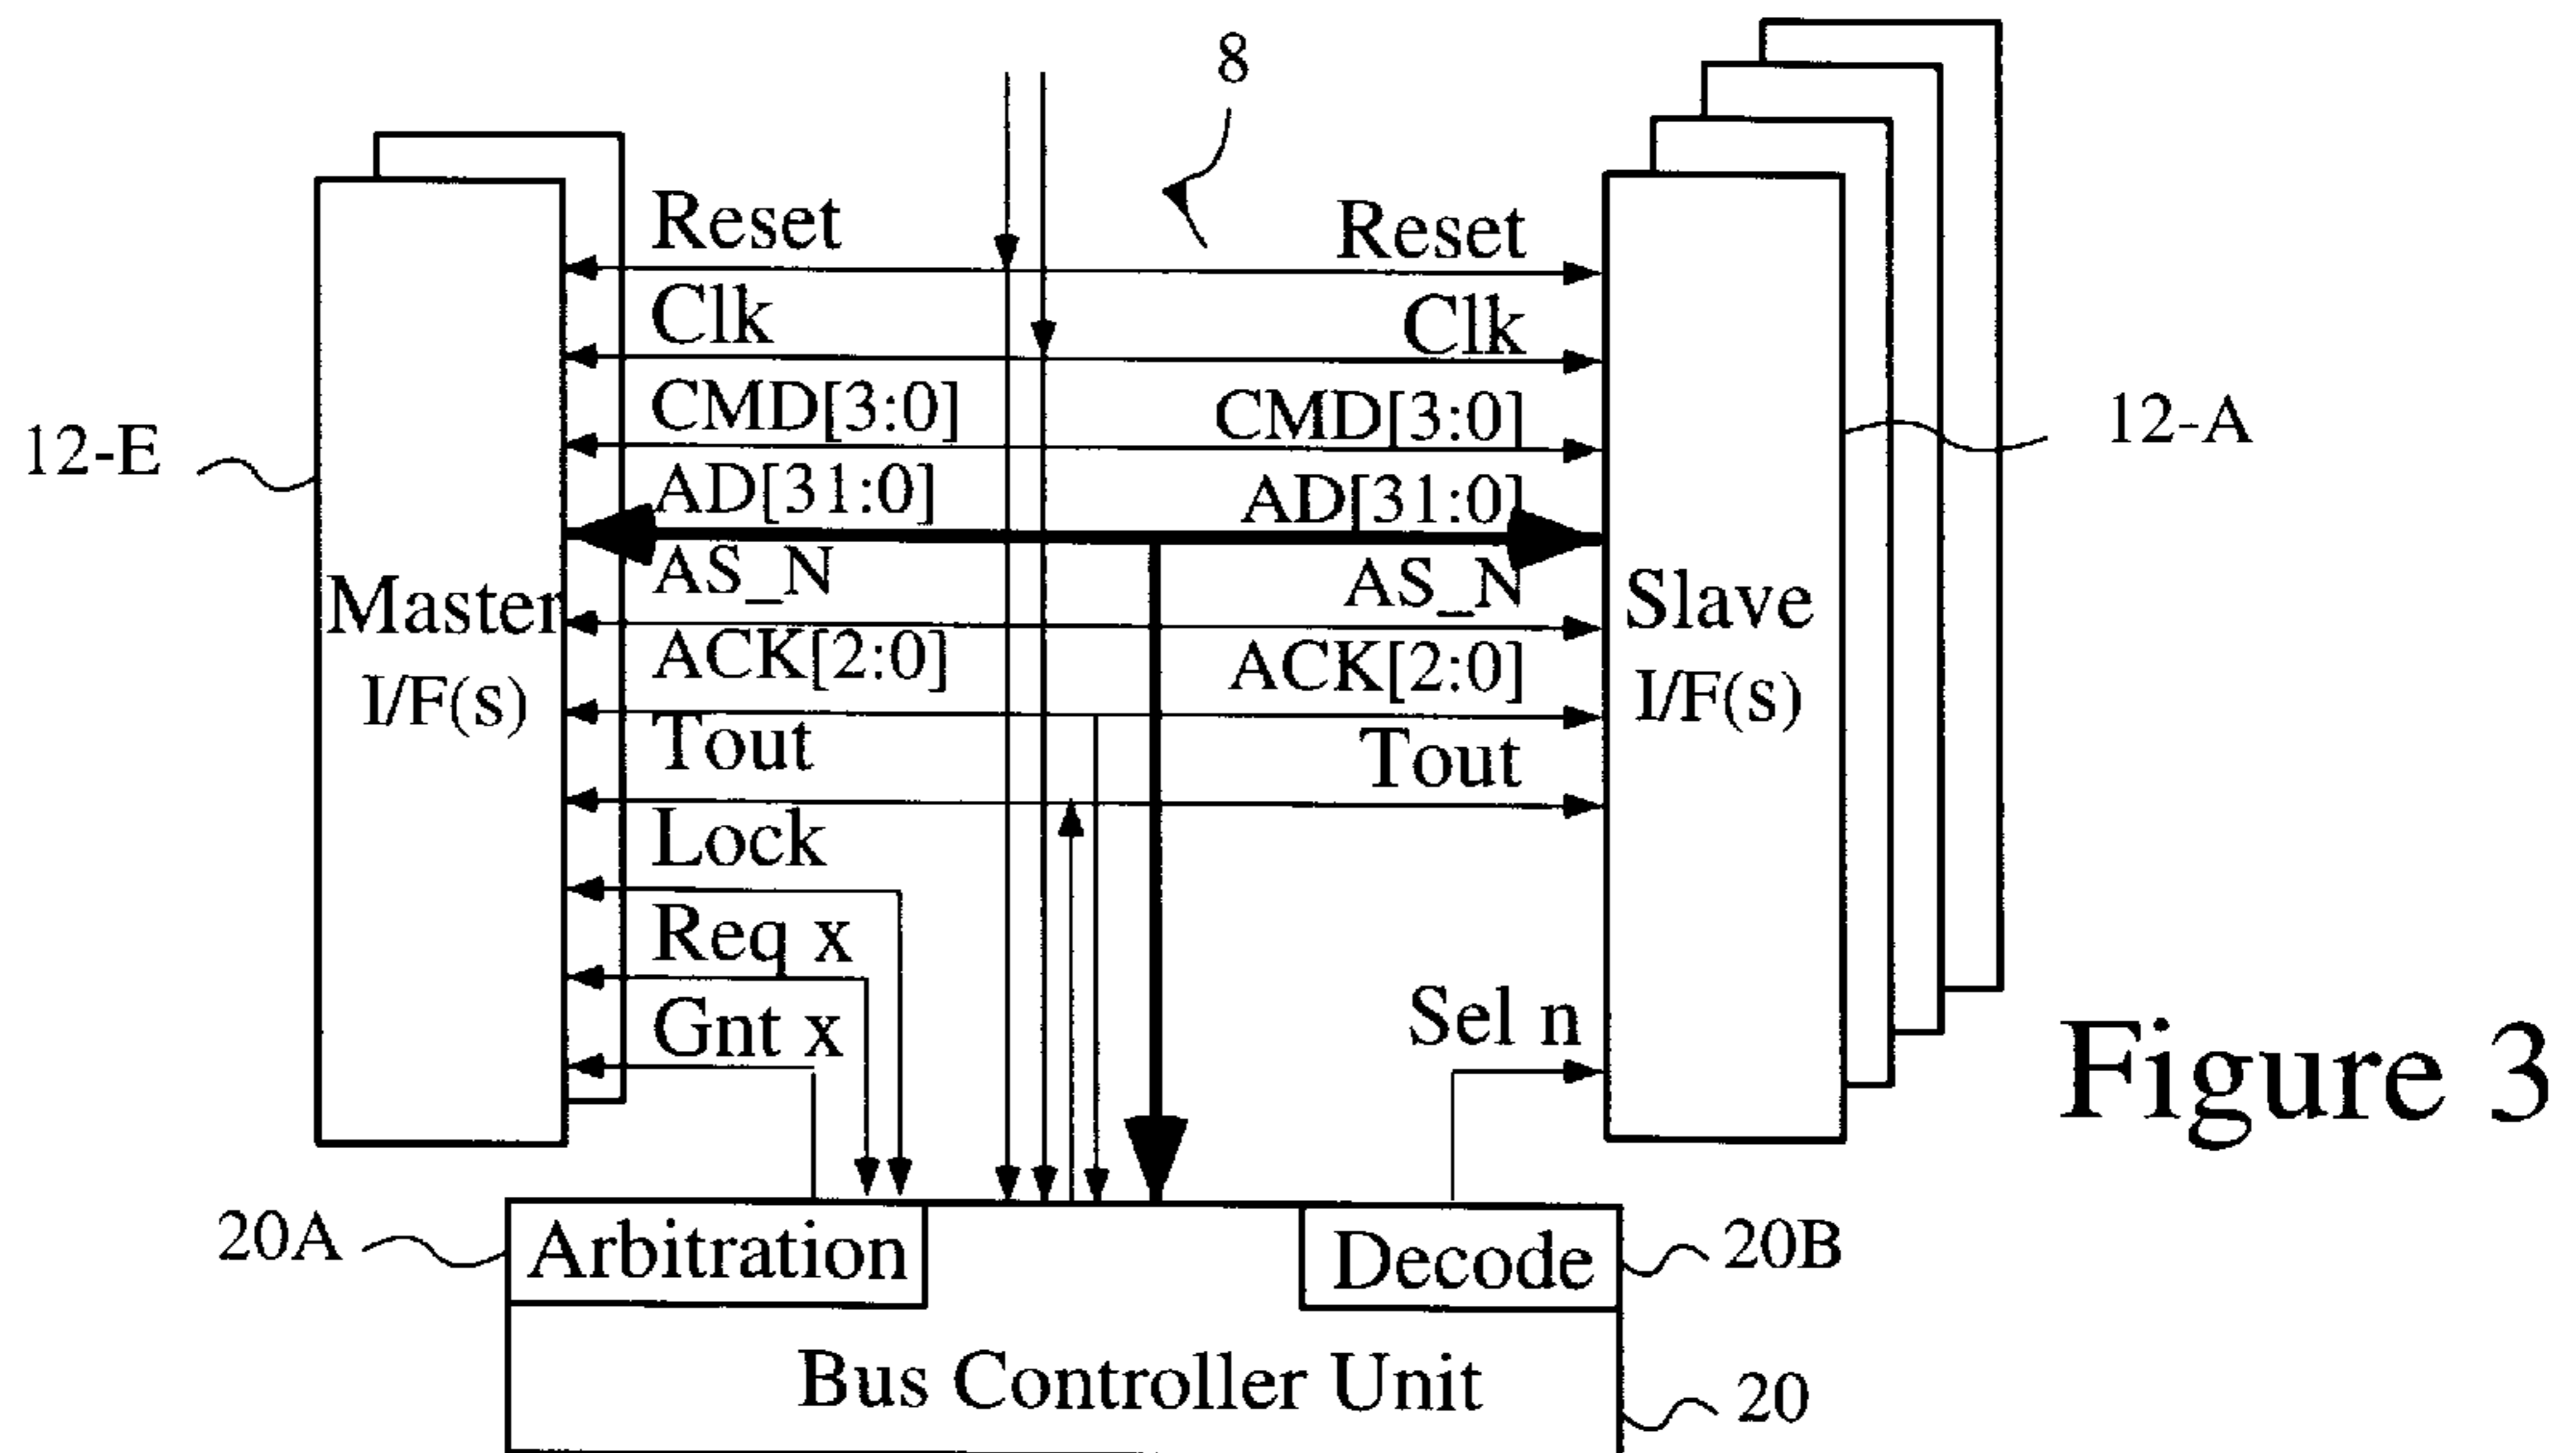 8
Reset Reset
Clk Clk
CMD[3:0] CMD[3:0]
12-E 12-A
AD[31:0] AD[31:0]
AS_N AS_N
Master Slave
ACK[2:0] ACK[2:0]
I/F(s) I/F(s)
Tout Tout
Lock
Req x
Gnt x Sel n
Figure 3
20A Arbitration Decode 20B
Bus Controller Unit 20